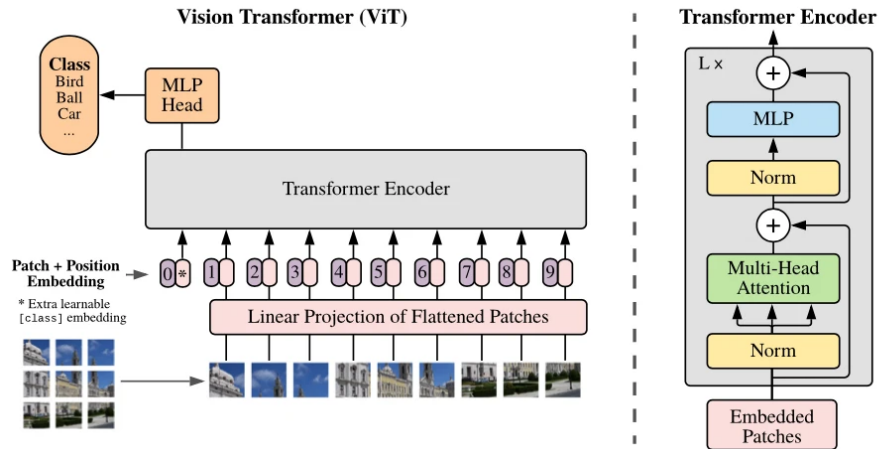 Vision Transformer (ViT)
Class
Bird
Ball
Car
...
MLP
Head
Transformer Encoder
Patch + Position
Embedding
0 * 1 2 3 4 5 6 7 8 9
* Extra learnable
[class] embedding
Linear Projection of Flattened Patches
Transformer Encoder
L ×
+
MLP
Norm
+
Multi-Head
Attention
Norm
Embedded
Patches